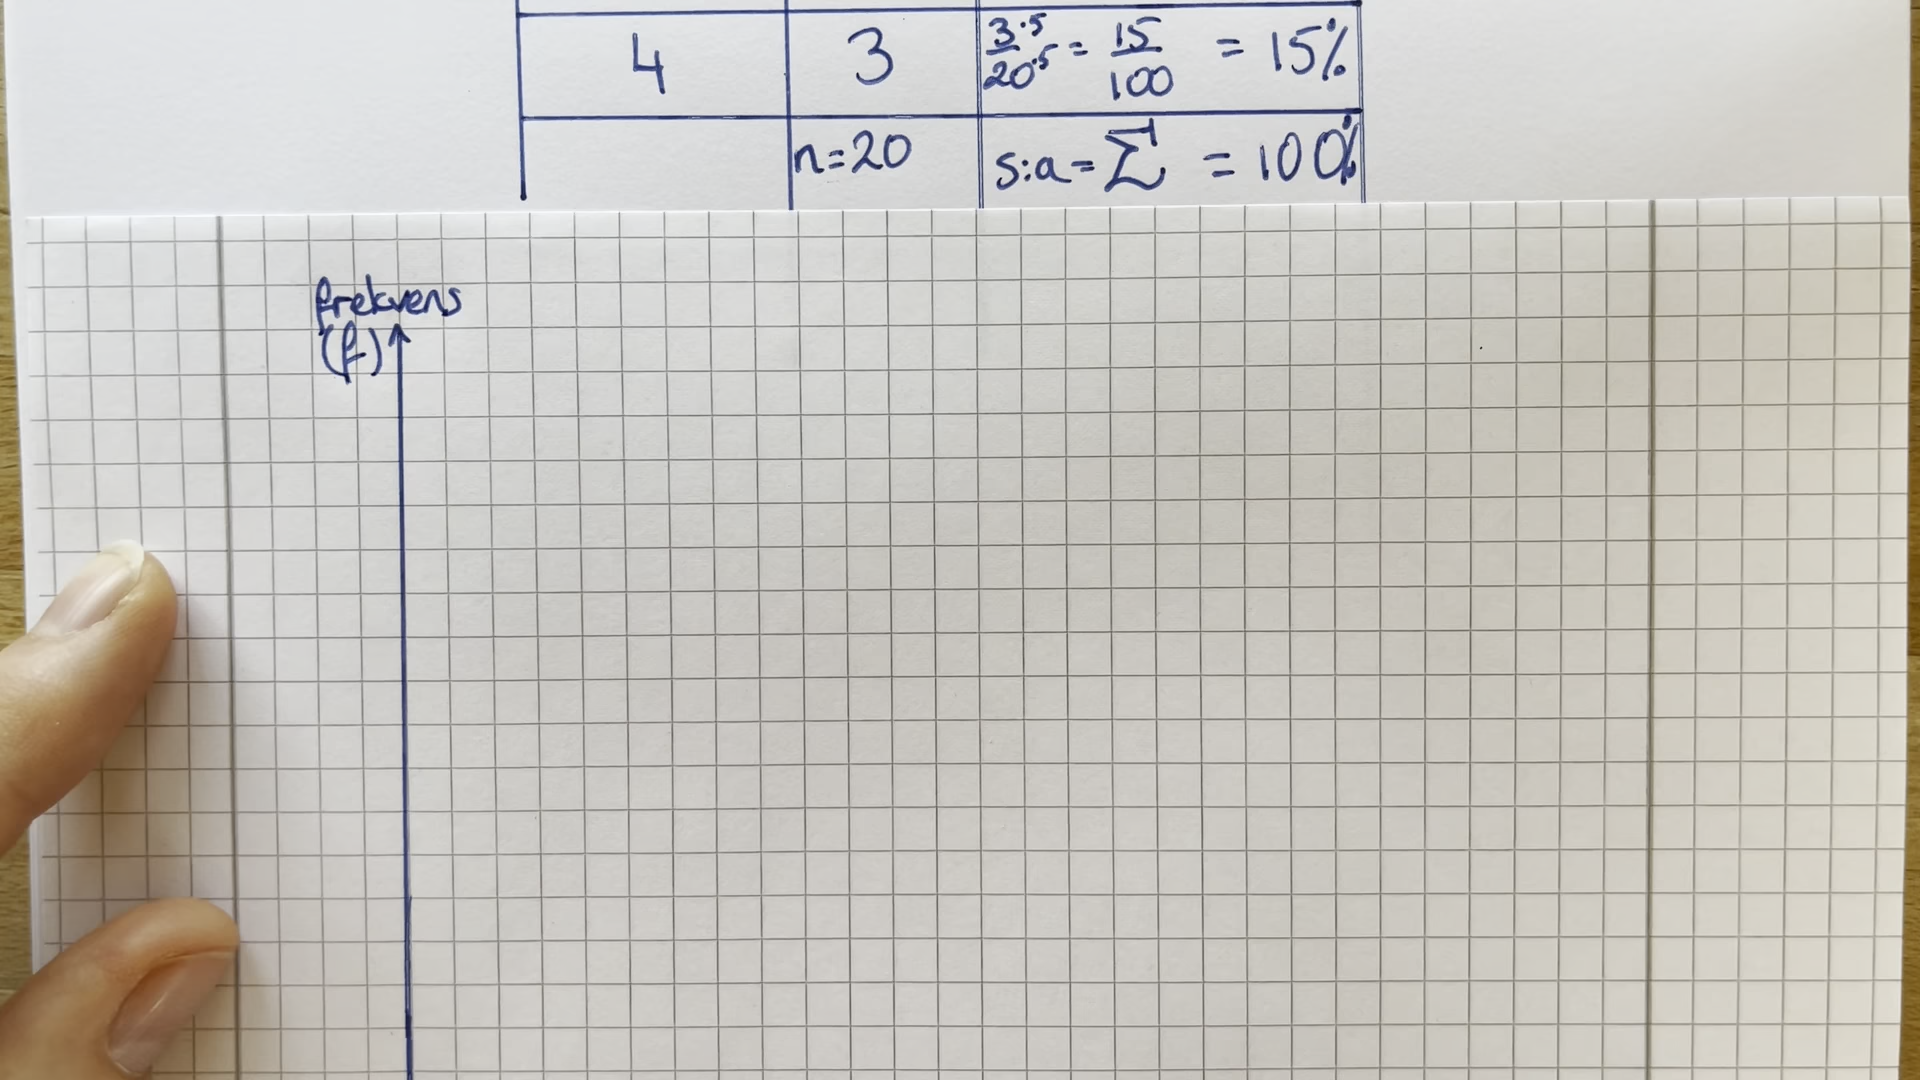 4 3 3·5/20·5 = 15/100 = 15%
n=20 s:a= Σ = 100%
frekvens
(f)